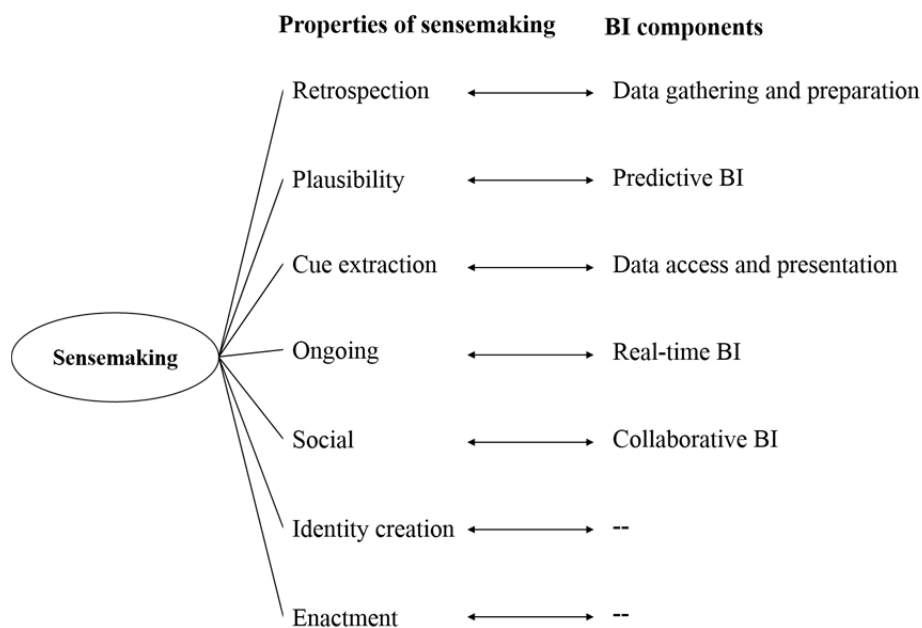 Properties of sensemaking BI components
Retrospection Data gathering and preparation
Plausibility Predictive BI
Cue extraction Data access and presentation
Ongoing Real-time BI
Sensemaking
Social Collaborative BI
Identity creation --
Enactment --